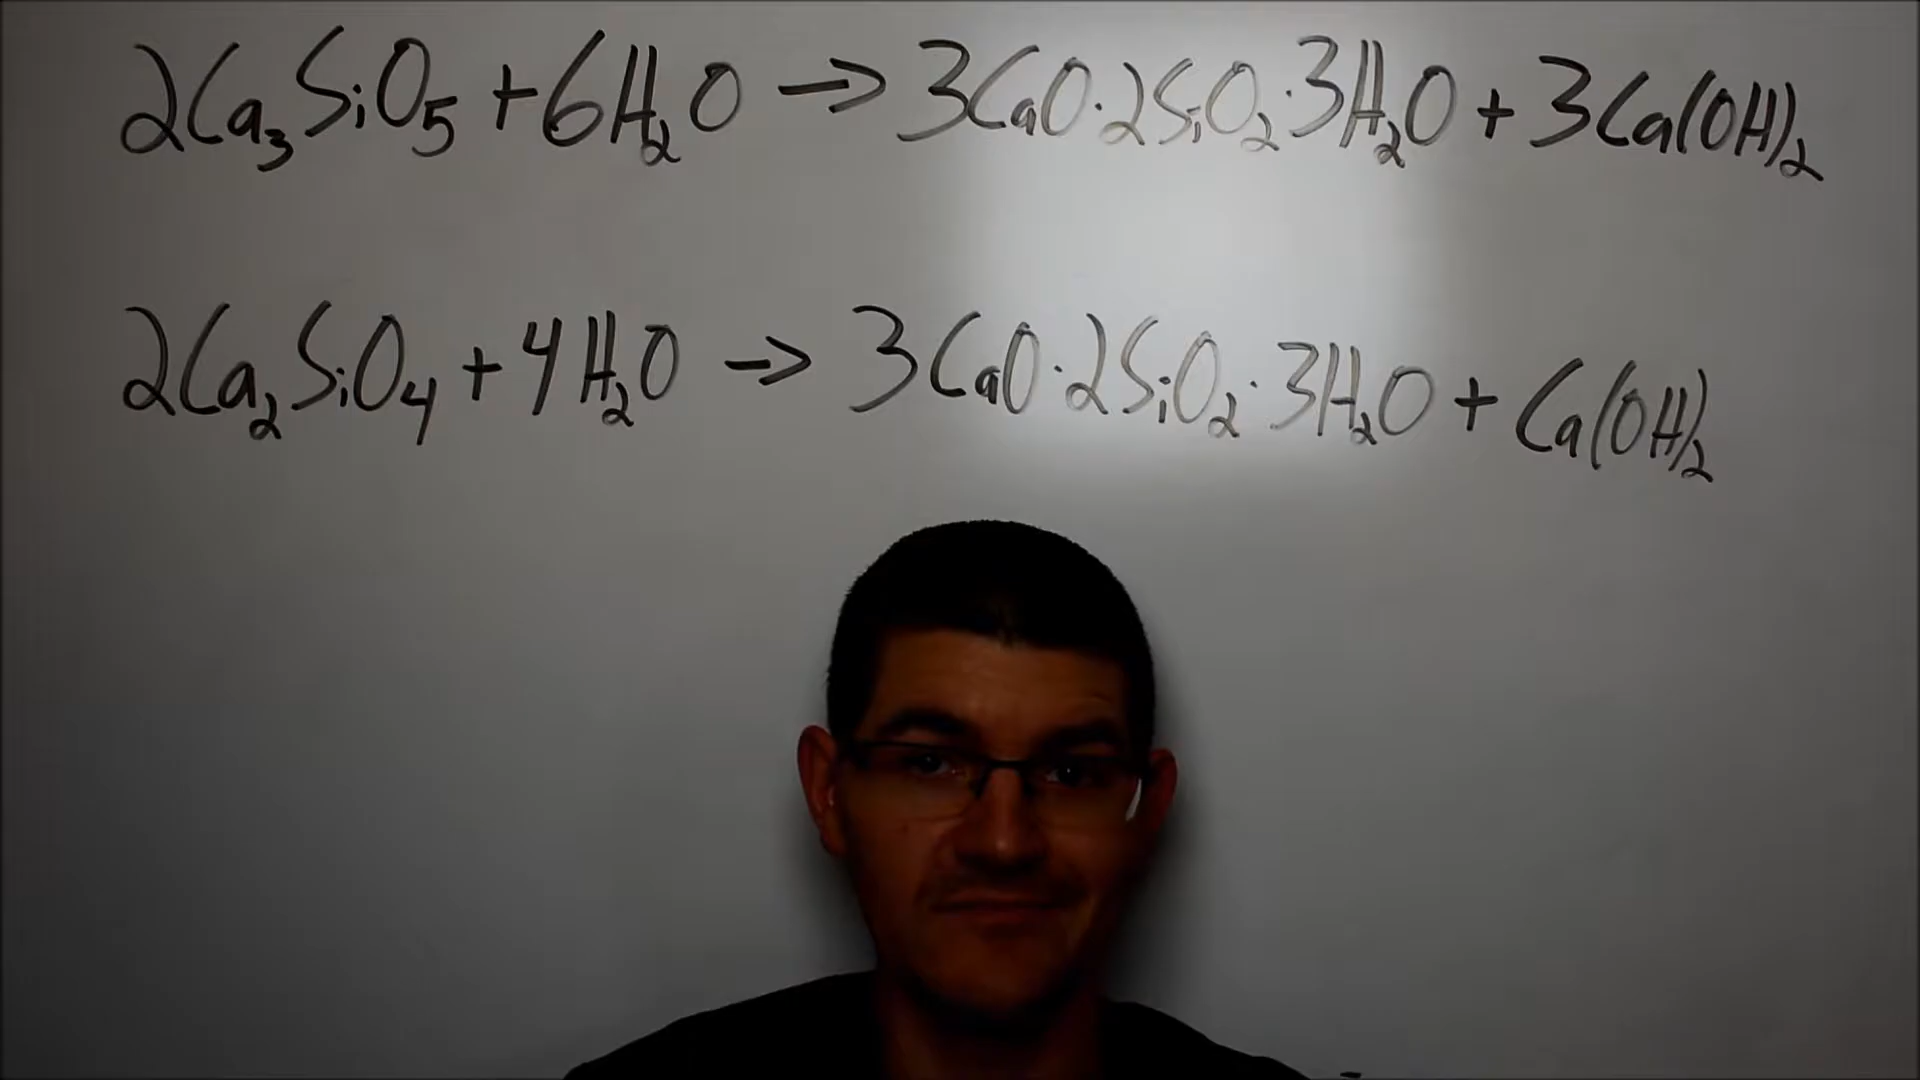 2Ca₃SiO₅ + 6H₂O → 3CaO·2SiO₂·3H₂O + 3Ca(OH)₂
2Ca₂SiO₄ + 4H₂O → 3CaO·2SiO₂·3H₂O + Ca(OH)₂